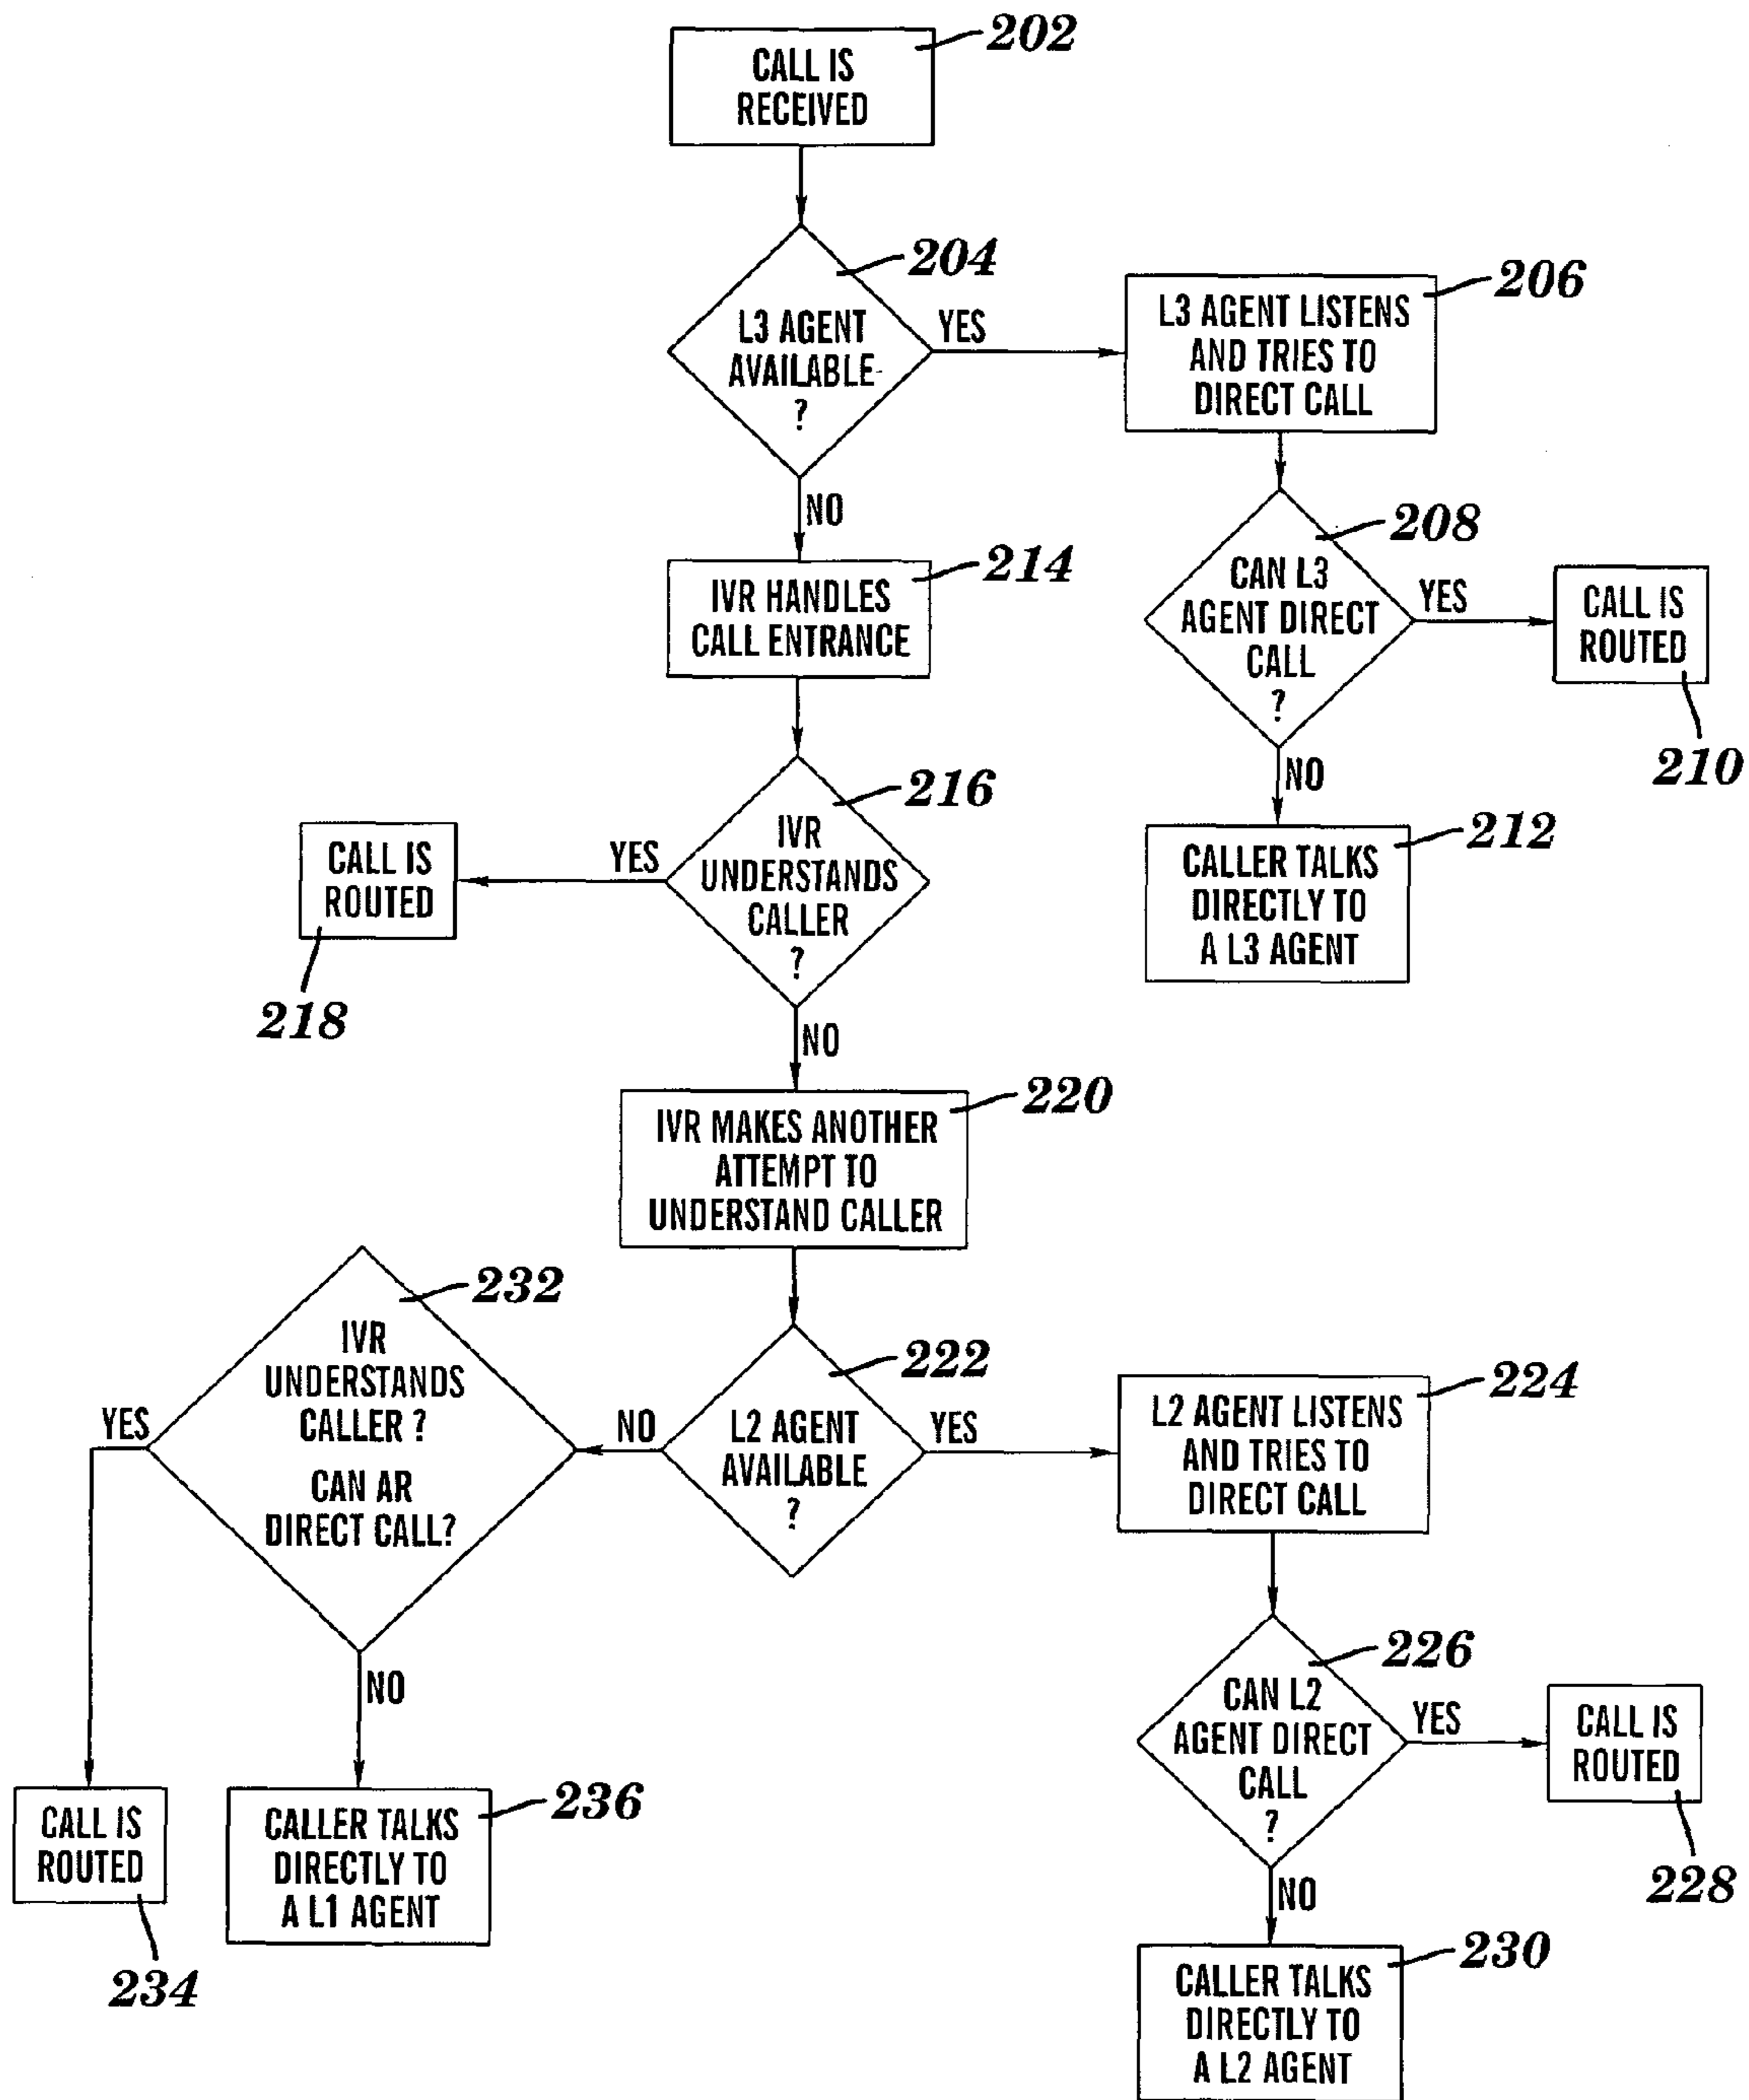 202
CALL IS
RECEIVED
204
L3 AGENT
AVAILABLE
?
YES
206
L3 AGENT LISTENS
AND TRIES TO
DIRECT CALL
NO
208
CAN L3
AGENT DIRECT
CALL
?
YES
CALL IS
ROUTED
210
NO
212
CALLER TALKS
DIRECTLY TO
A L3 AGENT
214
IVR HANDLES
CALL ENTRANCE
216
IVR
UNDERSTANDS
CALLER
?
YES
CALL IS
ROUTED
218
NO
220
IVR MAKES ANOTHER
ATTEMPT TO
UNDERSTAND CALLER
222
L2 AGENT
AVAILABLE
?
YES
224
L2 AGENT LISTENS
AND TRIES TO
DIRECT CALL
226
CAN L2
AGENT DIRECT
CALL
?
YES
CALL IS
ROUTED
228
NO
230
CALLER TALKS
DIRECTLY TO
A L2 AGENT
NO
232
IVR
UNDERSTANDS
CALLER ?
CAN AR
DIRECT CALL?
YES
CALL IS
ROUTED
234
NO
236
CALLER TALKS
DIRECTLY TO
A L1 AGENT